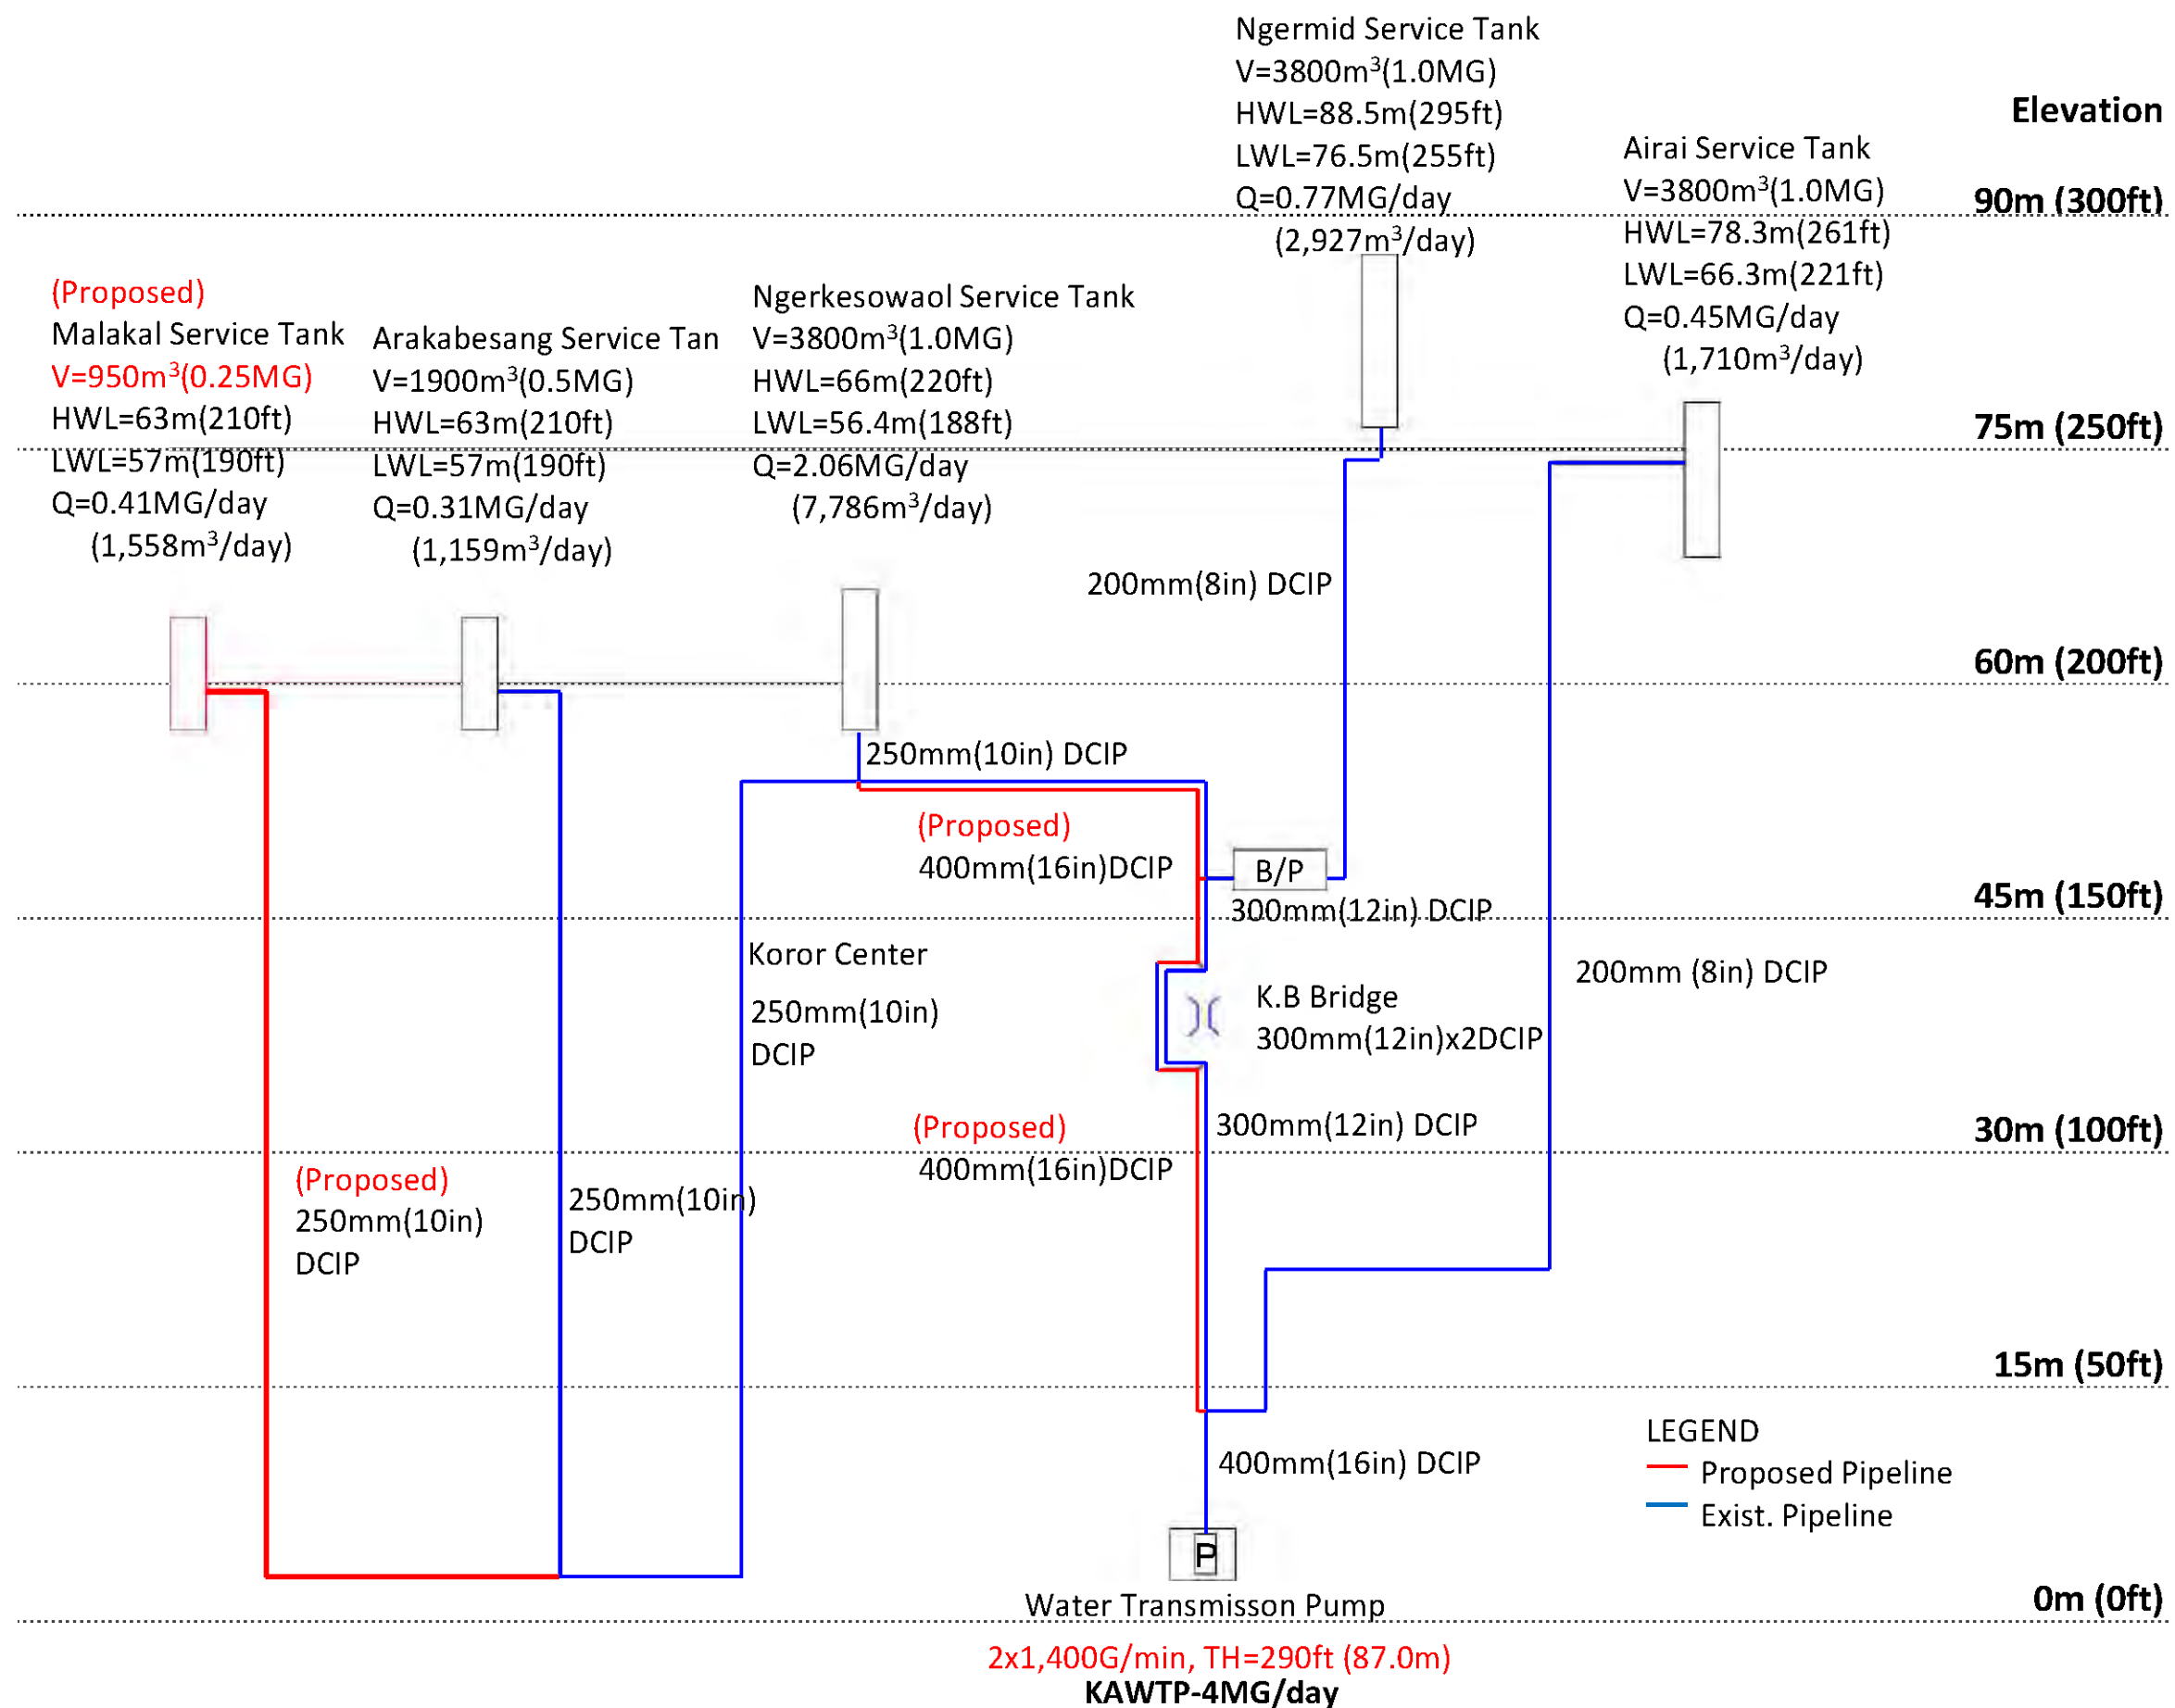 Ngermid Service Tank
V=3800m³(1.0MG)
HWL=88.5m(295ft)
LWL=76.5m(255ft)
Q=0.77MG/day
(2,927m³/day)
Elevation
Airai Service Tank
V=3800m³(1.0MG)
HWL=78.3m(261ft)
LWL=66.3m(221ft)
Q=0.45MG/day
(1,710m³/day)
90m (300ft)
(Proposed)
Malakal Service Tank
V=950m³(0.25MG)
HWL=63m(210ft)
LWL=57m(190ft)
Q=0.41MG/day
(1,558m³/day)
Arakabesang Service Tan
V=1900m³(0.5MG)
HWL=63m(210ft)
LWL=57m(190ft)
Q=0.31MG/day
(1,159m³/day)
Ngerkesowaol Service Tank
V=3800m³(1.0MG)
HWL=66m(220ft)
LWL=56.4m(188ft)
Q=2.06MG/day
(7,786m³/day)
75m (250ft)
200mm(8in) DCIP
60m (200ft)
250mm(10in) DCIP
(Proposed)
400mm(16in)DCIP
B/P
300mm(12in) DCIP
45m (150ft)
Koror Center
250mm(10in)
DCIP
K.B Bridge
300mm(12in)x2DCIP
200mm (8in) DCIP
(Proposed)
400mm(16in)DCIP
300mm(12in) DCIP
30m (100ft)
(Proposed)
250mm(10in)
DCIP
250mm(10in)
DCIP
15m (50ft)
400mm(16in) DCIP
LEGEND
Proposed Pipeline
Exist. Pipeline
P
Water Transmisson Pump
0m (0ft)
2x1,400G/min, TH=290ft (87.0m)
KAWTP-4MG/day